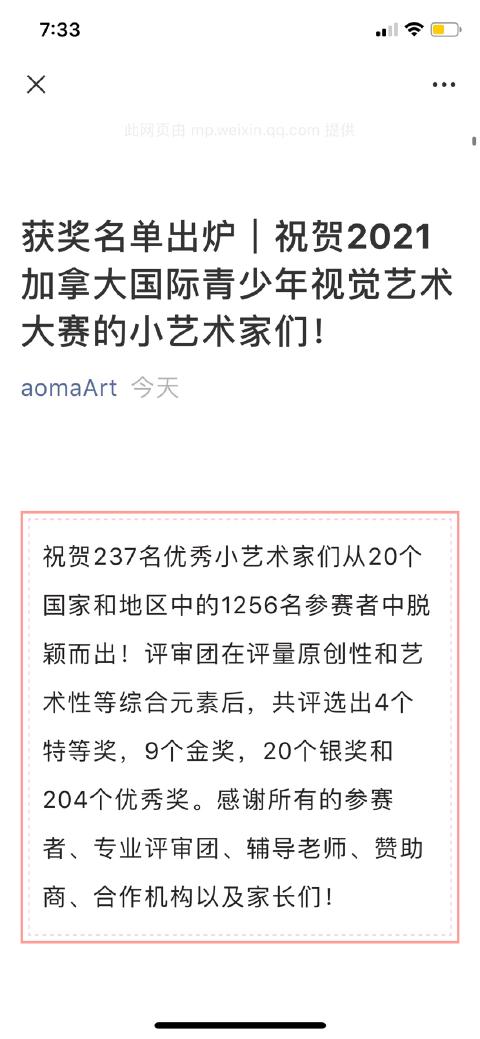 7:33
此网页由 mp.weixin.qq.com 提供
获奖名单出炉｜祝贺2021
加拿大国际青少年视觉艺术
大赛的小艺术家们！
aomaArt 今天
祝贺237名优秀小艺术家们从20个
国家和地区中的1256名参赛者中脱
颖而出！评审团在评量原创性和艺
术性等综合元素后，共评选出4个
特等奖，9个金奖，20个银奖和
204个优秀奖。感谢所有的参赛
者、专业评审团、辅导老师、赞助
商、合作机构以及家长们！